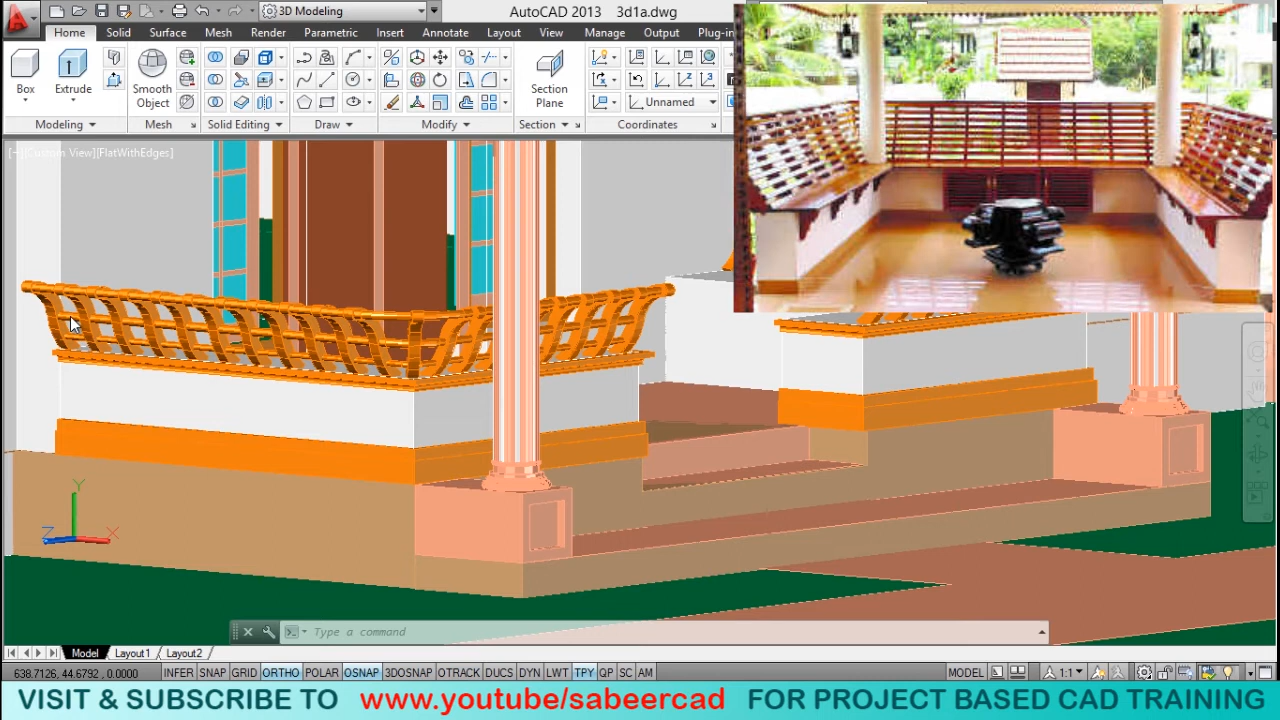 3D Modeling
AutoCAD 2013 3d1a.dwg
Home Solid Surface Mesh Render Parametric Insert Annotate Layout View Manage Output Plug-in
Box Extrude Smooth Object Section Plane Unnamed
Modeling Mesh Solid Editing Draw Modify Section Coordinates
[−][Custom View][FlatWithEdges]
Y
Z X
Type a command
Model Layout1 Layout2
638.7126, 44.6792, 0.0000 INFER SNAP GRID ORTHO POLAR OSNAP 3DOSNAP OTRACK DUCS DYN LWT TPY QP SC AM MODEL 1:1
VISIT & SUBSCRIBE TO www.youtube/sabeercad FOR PROJECT BASED CAD TRAINING